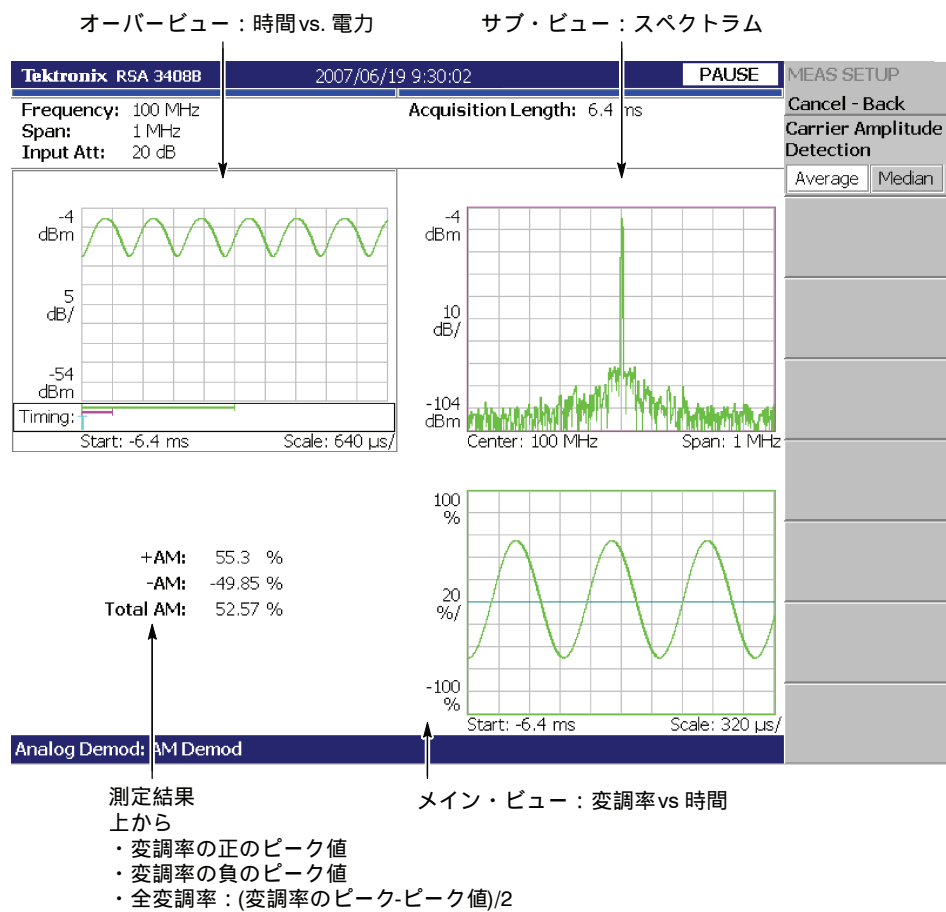 オーバービュー：時間vs. 電力
サブ・ビュー：スペクトラム
Tektronix RSA 3408B
2007/06/19 9:30:02
PAUSE
MEAS SETUP
Frequency: 100 MHz
Acquisition Length: 6.4 ms
Span: 1 MHz
Input Att: 20 dB
Cancel - Back
Carrier Amplitude
Detection
Average Median
-4
dBm
5
dB/
-54
dBm
Timing:
Start: -6.4 ms
Scale: 640 µs/
-4
dBm
10
dB/
-104
dBm
Center: 100 MHz
Span: 1 MHz
+AM: 55.3 %
-AM: -49.85 %
Total AM: 52.57 %
100
%
20
%/
-100
%
Start: -6.4 ms
Scale: 320 µs/
Analog Demod: AM Demod
測定結果
上から
・変調率の正のピーク値
・変調率の負のピーク値
・全変調率：(変調率のピーク-ピーク値)/2
メイン・ビュー：変調率vs 時間